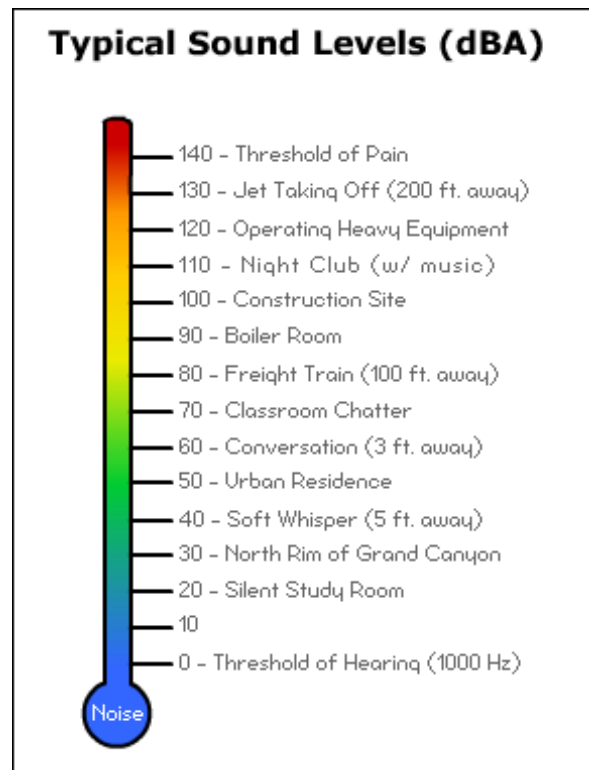 Typical Sound Levels (dBA)
140 - Threshold of Pain
130 - Jet Taking Off (200 ft. away)
120 - Operating Heavy Equipment
110 - Night Club (w/ music)
100 - Construction Site
90 - Boiler Room
80 - Freight Train (100 ft. away)
70 - Classroom Chatter
60 - Conversation (3 ft. away)
50 - Urban Residence
40 - Soft Whisper (5 ft. away)
30 - North Rim of Grand Canyon
20 - Silent Study Room
10
0 - Threshold of Hearing (1000 Hz)
Noise